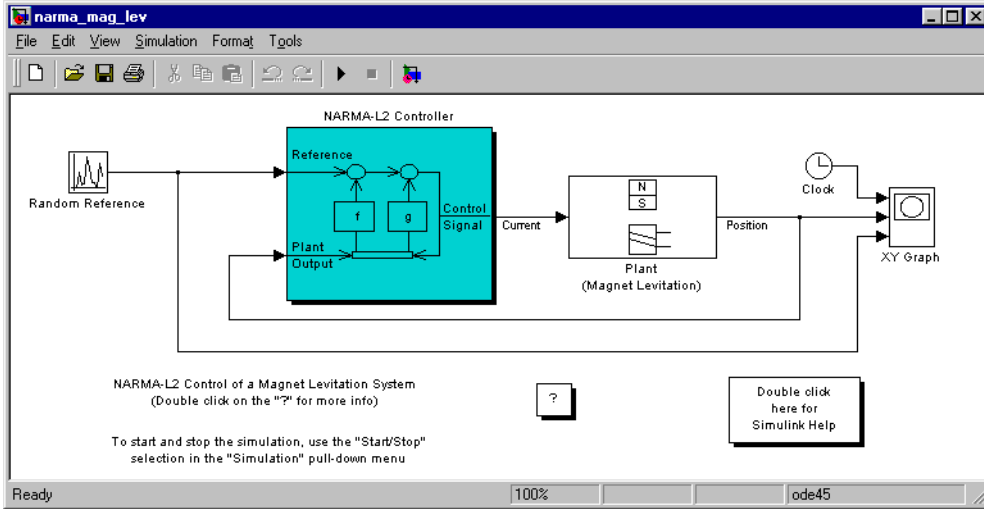 narma_mag_lev
File Edit View Simulation Format Tools
NARMA-L2 Controller
Reference
f
g
Control
Signal
Plant
Output
Random Reference
Current
N
S
Plant
(Magnet Levitation)
Position
Clock
XY Graph
NARMA-L2 Control of a Magnet Levitation System
(Double click on the "?" for more info)
?
Double click
here for
Simulink Help
To start and stop the simulation, use the "Start/Stop"
selection in the "Simulation" pull-down menu
Ready 100% ode45